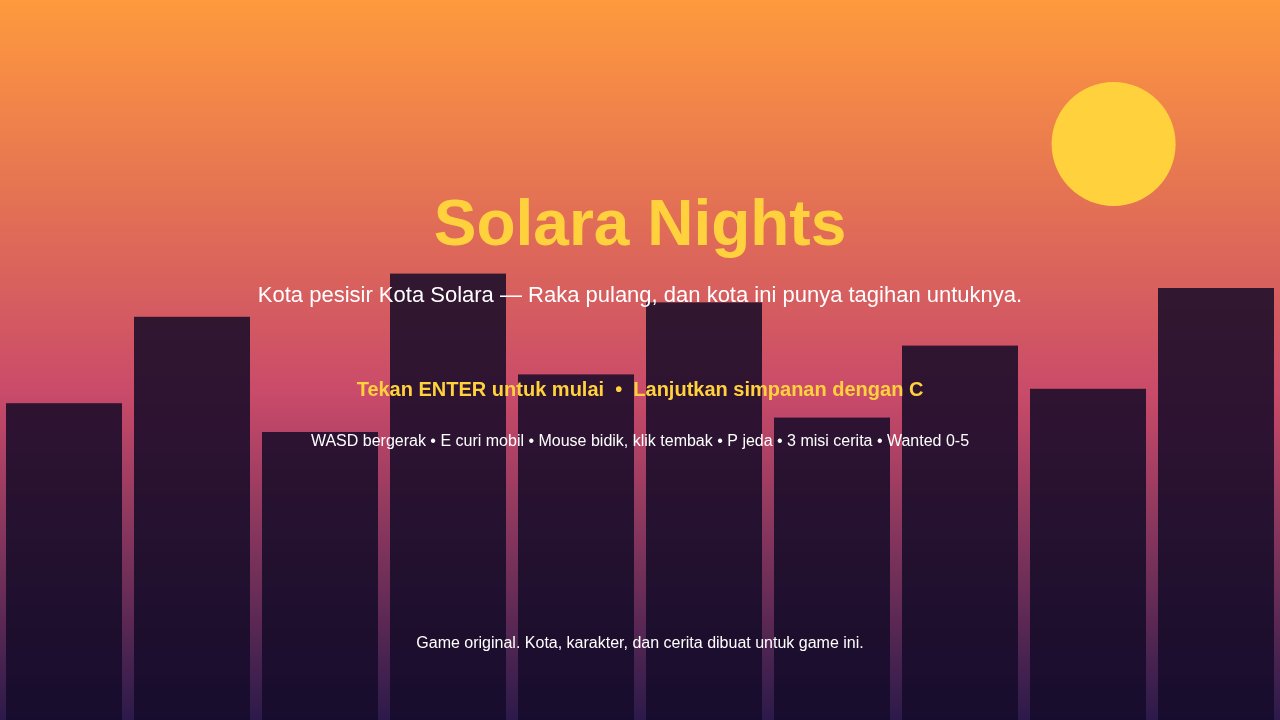 Solara Nights
Kota pesisir Kota Solara — Raka pulang, dan kota ini punya tagihan untuknya.
Tekan ENTER untuk mulai • Lanjutkan simpanan dengan C
WASD bergerak • E curi mobil • Mouse bidik, klik tembak • P jeda • 3 misi cerita • Wanted 0-5
Game original. Kota, karakter, dan cerita dibuat untuk game ini.